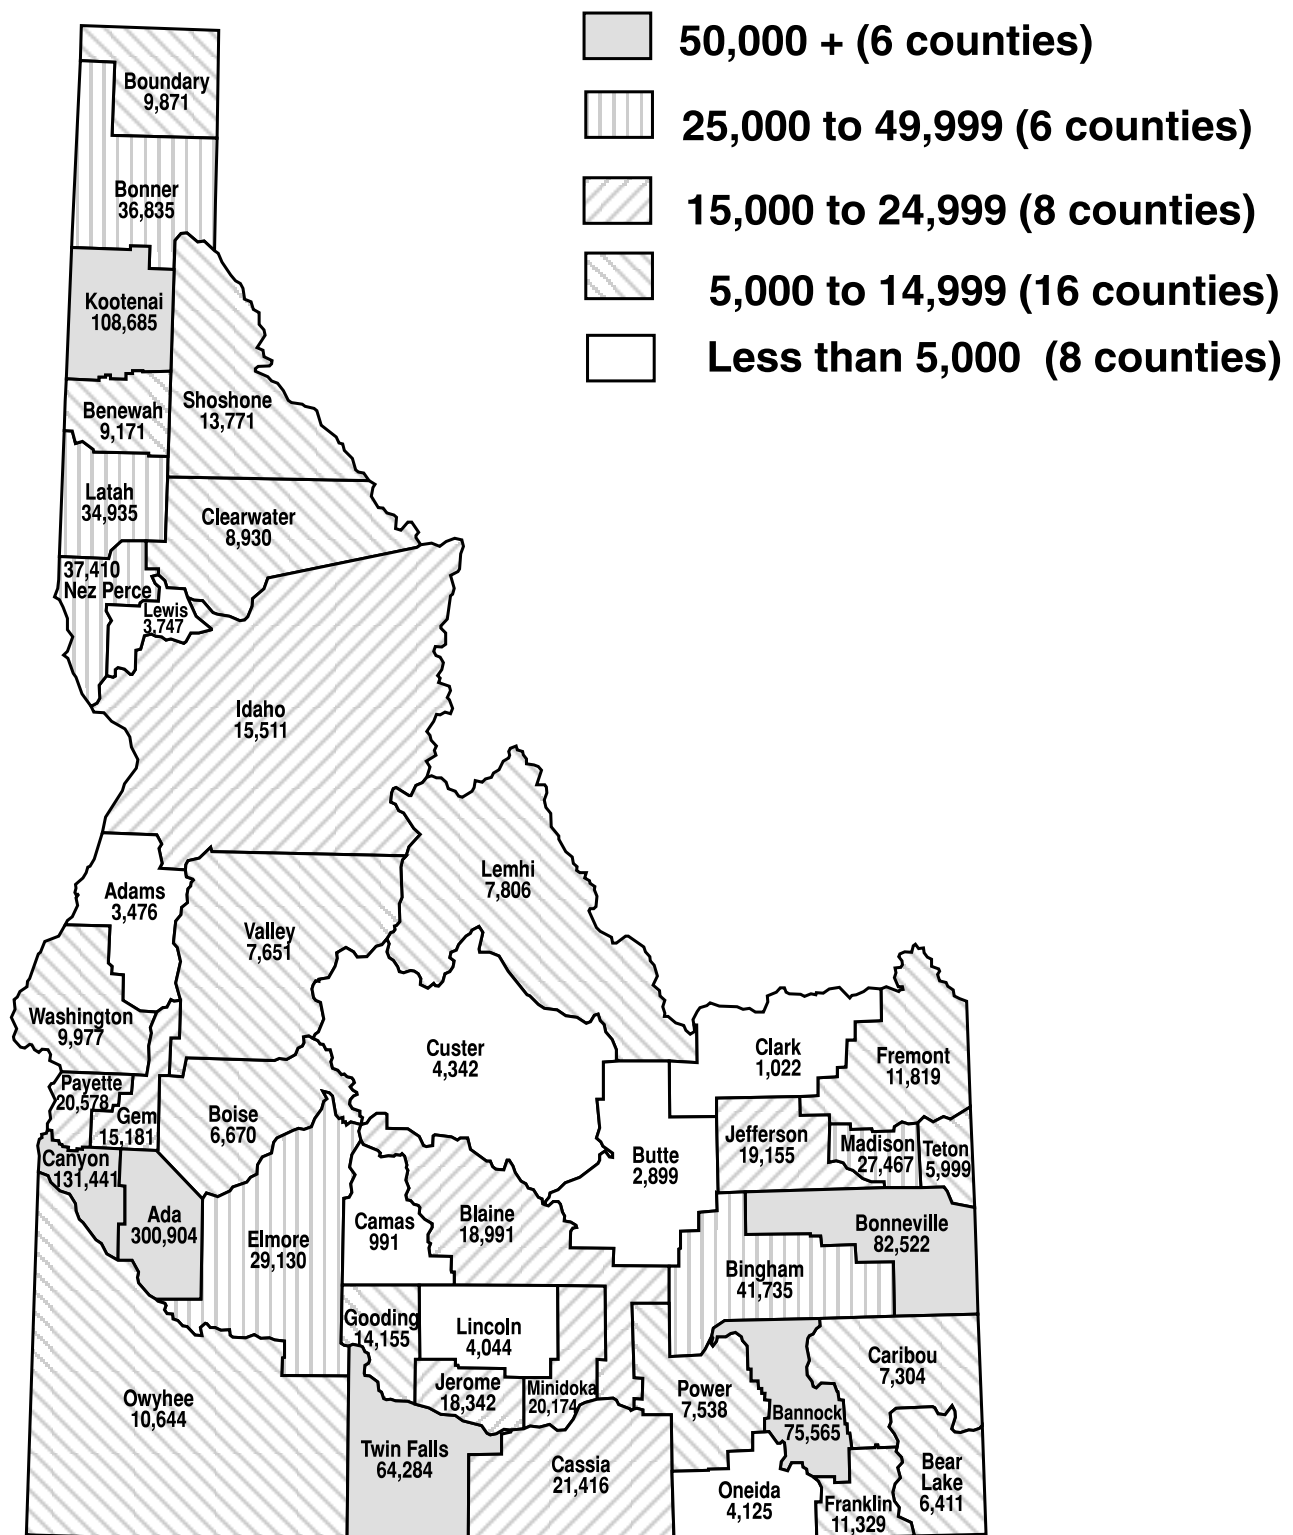 50,000 + (6 counties)
25,000 to 49,999 (6 counties)
15,000 to 24,999 (8 counties)
5,000 to 14,999 (16 counties)
Less than 5,000 (8 counties)
Boundary
9,871
Bonner
36,835
Kootenai
108,685
Shoshone
13,771
Benewah
9,171
Latah
34,935
Clearwater
8,930
37,410
Nez Perce
Lewis
3,747
Idaho
15,511
Lemhi
7,806
Adams
3,476
Valley
7,651
Washington
9,977
Custer
4,342
Clark
1,022
Fremont
11,819
Payette
20,578
Gem
15,181
Boise
6,670
Butte
2,899
Jefferson
19,155
Madison
27,467
Teton
5,999
Canyon
131,441
Ada
300,904
Elmore
29,130
Camas
991
Blaine
18,991
Bonneville
82,522
Bingham
41,735
Gooding
14,155
Lincoln
4,044
Caribou
7,304
Owyhee
10,644
Jerome
18,342
Minidoka
20,174
Power
7,538
Bannock
75,565
Twin Falls
64,284
Cassia
21,416
Oneida
4,125
Franklin
11,329
Bear
Lake
6,411